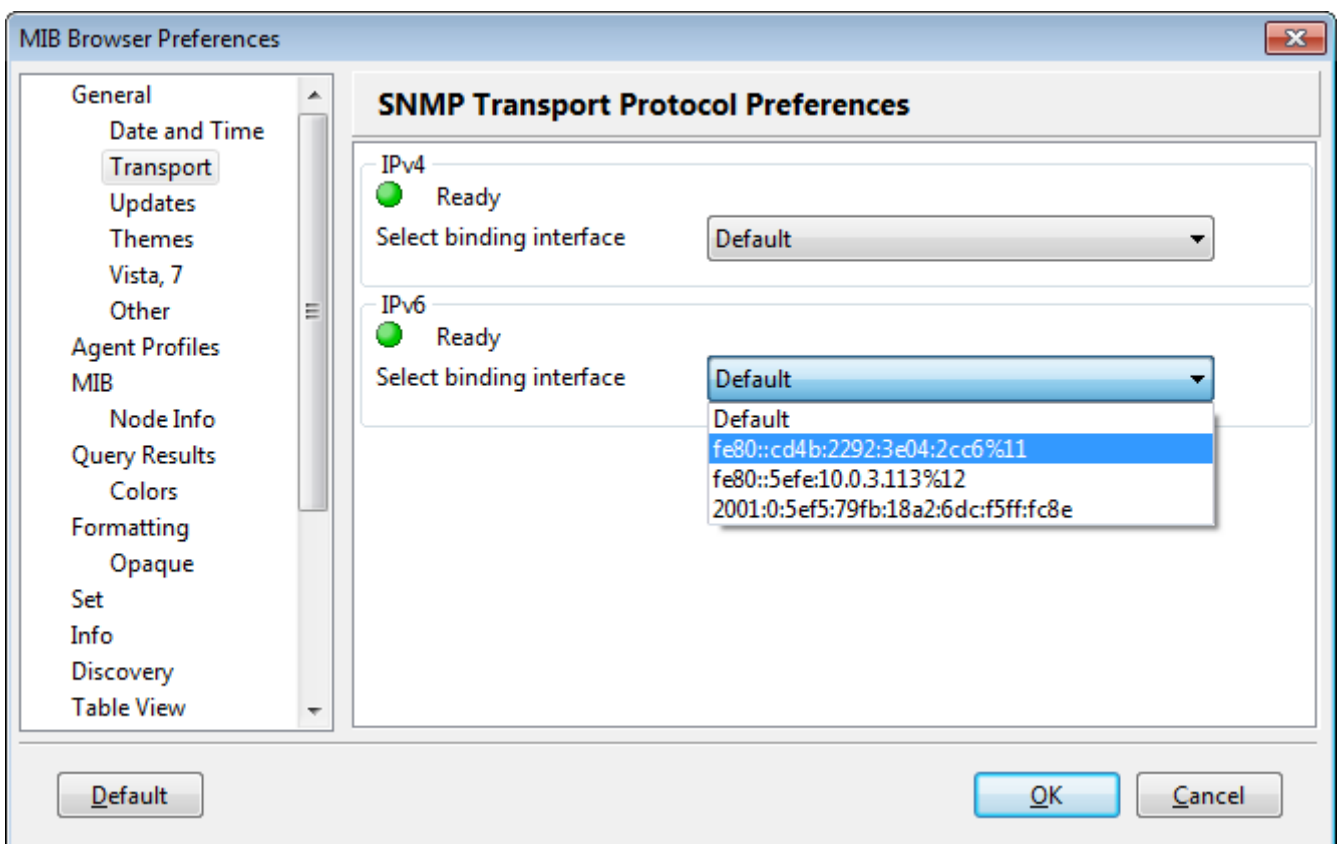 MIB Browser Preferences
General
Date and Time
Transport
Updates
Themes
Vista, 7
Other
Agent Profiles
MIB
Node Info
Query Results
Colors
Formatting
Opaque
Set
Info
Discovery
Table View
SNMP Transport Protocol Preferences
IPv4
Ready
Select binding interface
Default
IPv6
Ready
Select binding interface
Default
Default
fe80::cd4b:2292:3e04:2cc6%11
fe80::5efe:10.0.3.113%12
2001:0:5ef5:79fb:18a2:6dc:f5ff:fc8e
Default
OK
Cancel